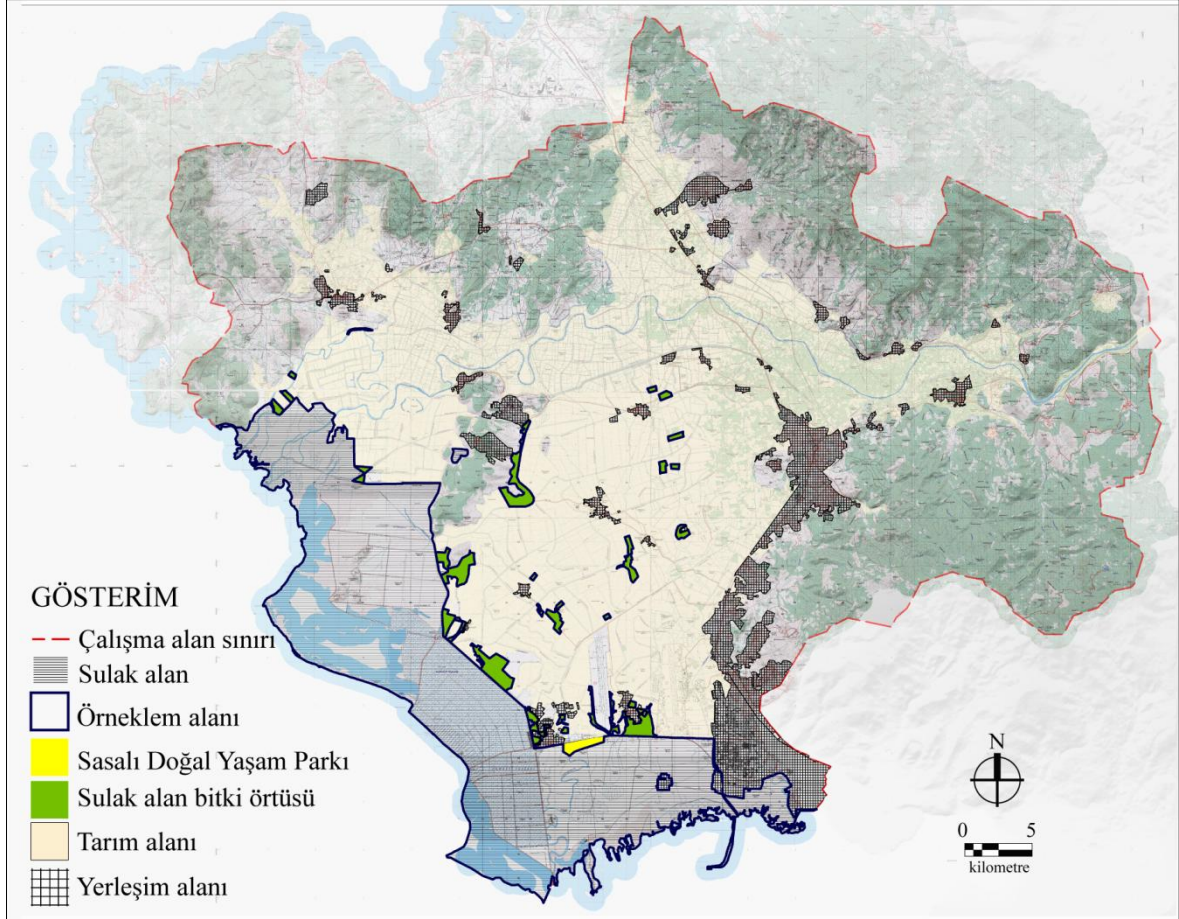 GÖSTERİM
Çalışma alan sınırı
Sulak alan
Örneklem alanı
Sasalı Doğal Yaşam Parkı
Sulak alan bitki örtüsü
Tarım alanı
Yerleşim alanı
N
0 5
kilometre